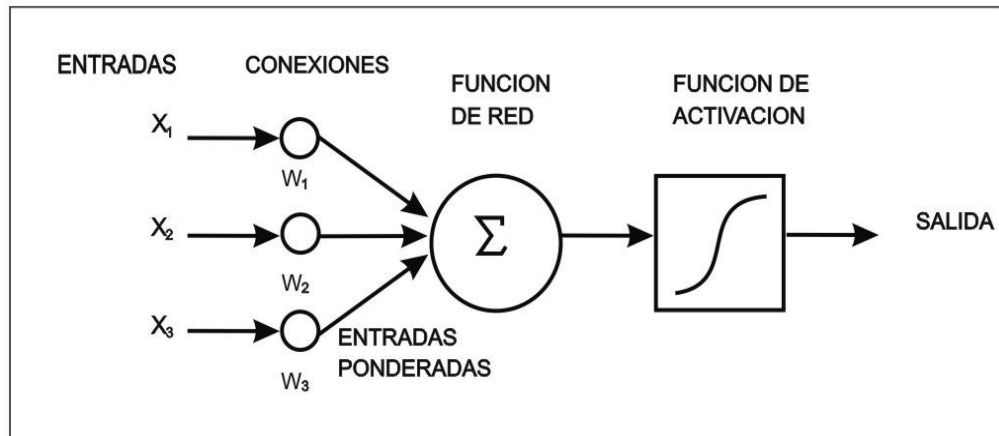 ENTRADAS
CONEXIONES
FUNCION
DE RED
FUNCION DE
ACTIVACION
X₁
W₁
X₂
W₂
X₃
W₃
Σ
ENTRADAS
PONDERADAS
SALIDA